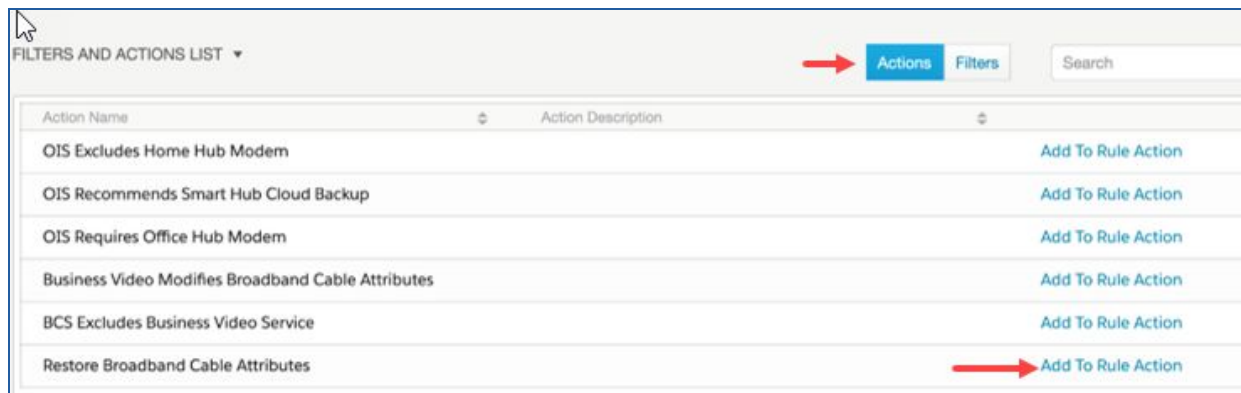 FILTERS AND ACTIONS LIST
Actions Filters Search
Action Name Action Description
OIS Excludes Home Hub Modem Add To Rule Action
OIS Recommends Smart Hub Cloud Backup Add To Rule Action
OIS Requires Office Hub Modem Add To Rule Action
Business Video Modifies Broadband Cable Attributes Add To Rule Action
BCS Excludes Business Video Service Add To Rule Action
Restore Broadband Cable Attributes Add To Rule Action